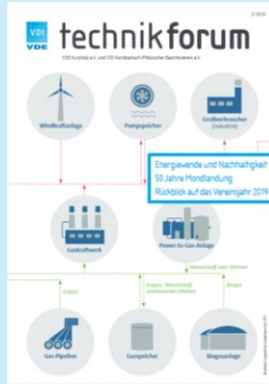 2/2019
VDI
VDE
technikforum
VDE Kurpfalz e.V. und VDI Nordbadisch-Pfälzischer Bezirksverein e.V.
Windkraftanlage
Pumpspeicher
Großverbraucher
(Industrie)
Energiewende und Nachhaltigkeit
50 Jahre Mondlandung
Rückblick auf das Vereinsjahr 2019
Gaskraftwerk
Power-to-Gas-Anlage
Wasserstoff oder Methan
Erdgas
Erdgas, Wasserstoff,
synthetisches Methan
Biogas
Gas-Pipeline
Gasspeicher
Biogasanlage